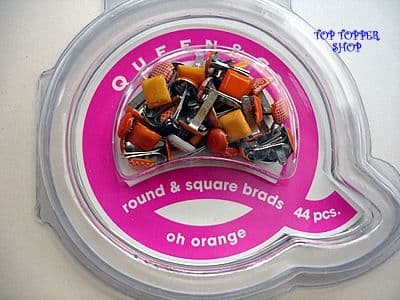 TOP TOPPER
SHOP
QUEEN &
round & square brads
44 pcs.
oh orange